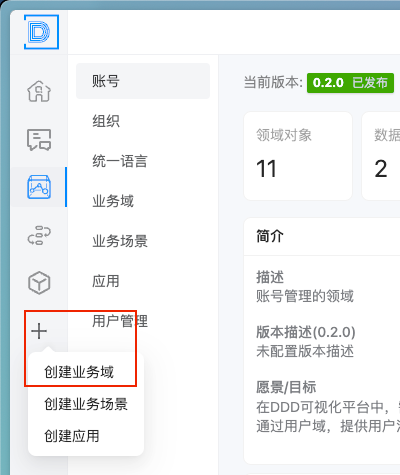 账号
组织
统一语言
业务域
业务场景
应用
用户管理
创建业务域
创建业务场景
创建应用
当前版本: 0.2.0 已发布
领域对象
11
数据
2
简介
描述
账号管理的领域
版本描述(0.2.0)
未配置版本描述
愿景/目标
在DDD可视化平台中,
通过用户域，提供用户